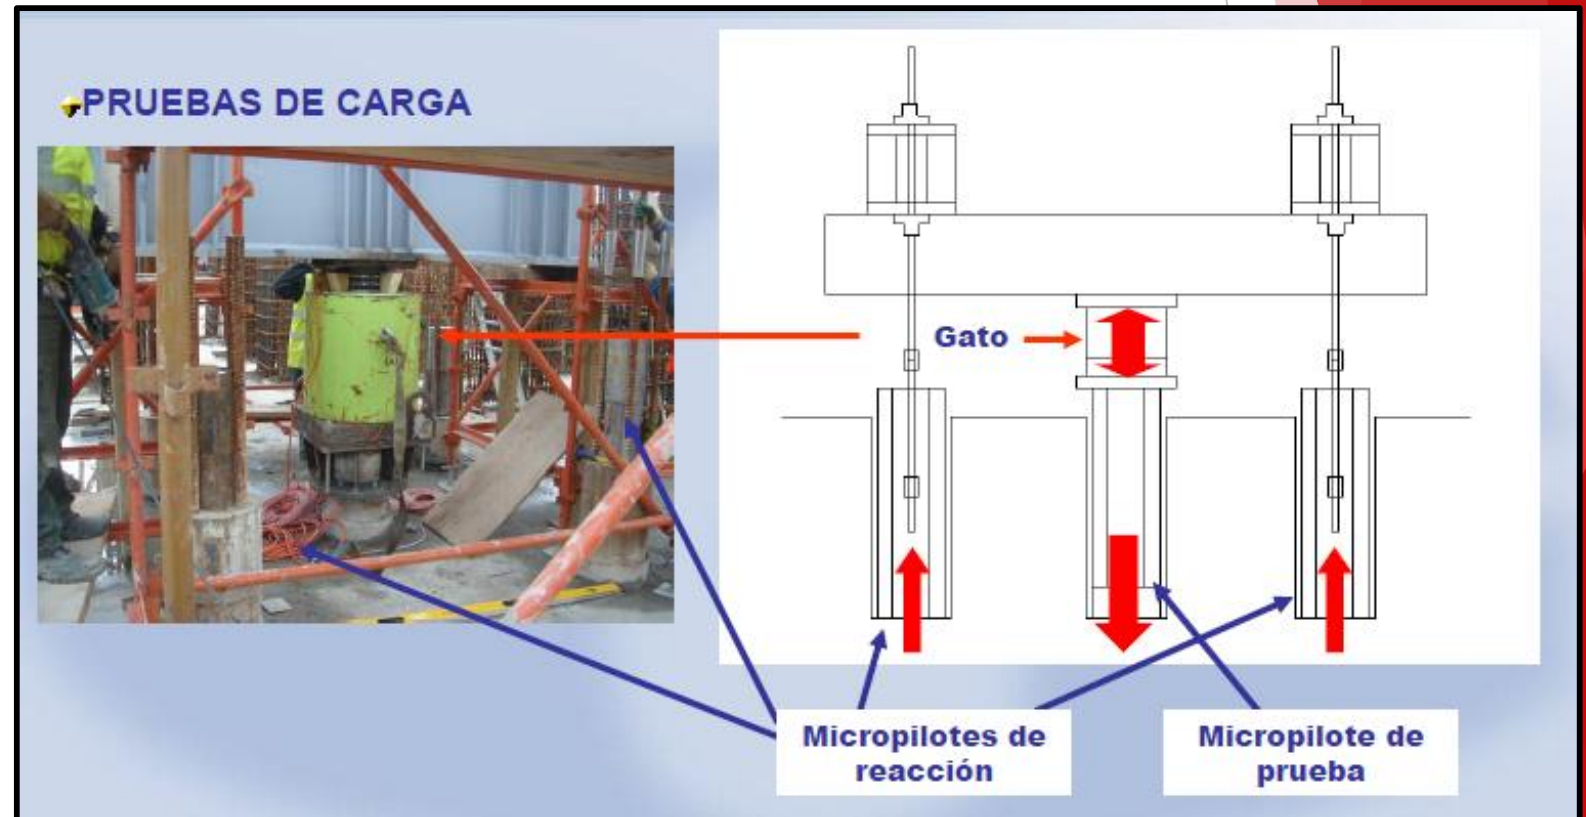 PRUEBAS DE CARGA
Gato
Micropilotes de
reacción
Micropilote de
prueba